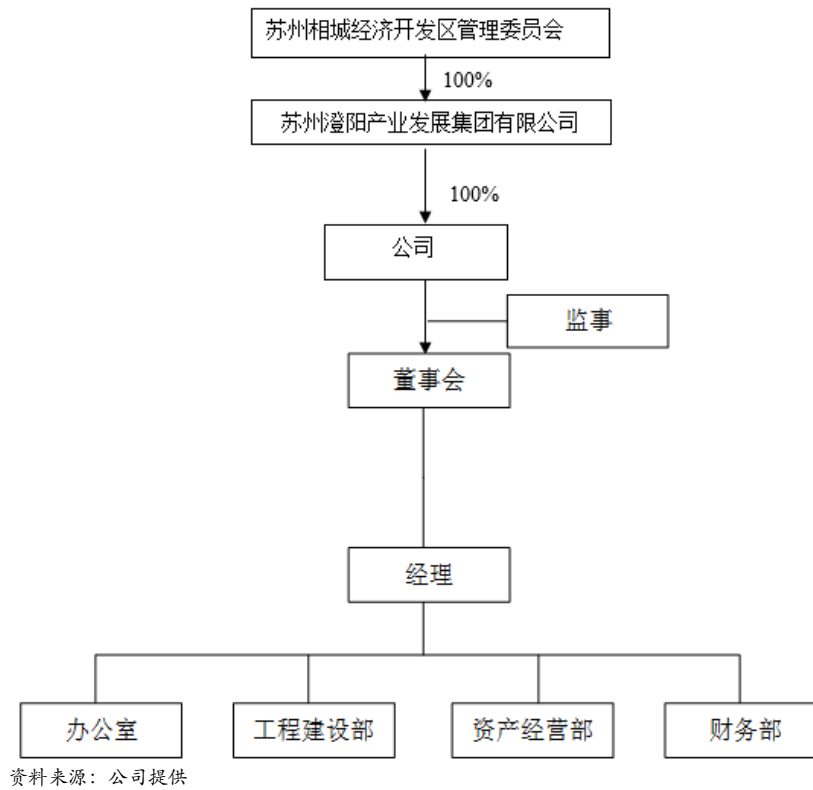 苏州相城经济开发区管理委员会
100%
苏州澄阳产业发展集团有限公司
100%
公司
监事
董事会
经理
办公室
工程建设部
资产经营部
财务部
资料来源：公司提供